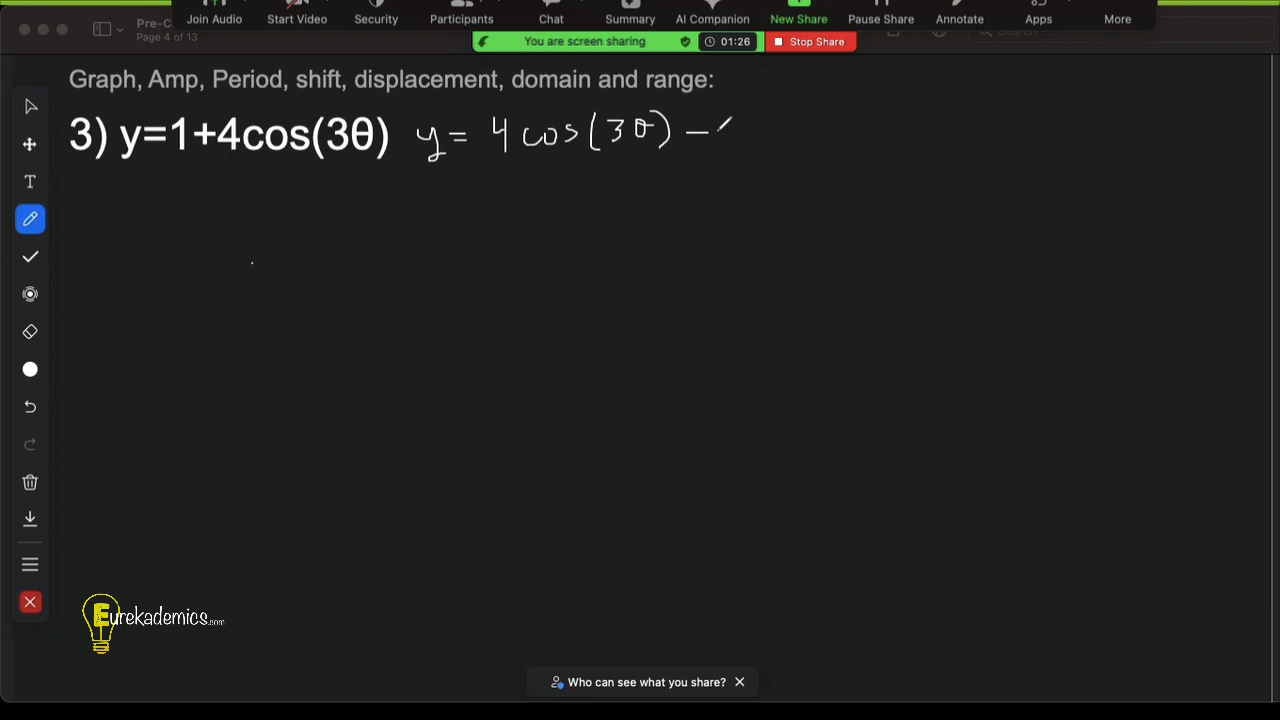 Join Audio Start Video Security Participants Chat Summary AI Companion New Share Pause Share Annotate Apps More
Pre-C
Page 4 of 13
You are screen sharing 01:26 Stop Share
Search
Graph, Amp, Period, shift, displacement, domain and range:
3) y=1+4cos(3θ) y= 4 cos(3θ) −
T
Eurekademics.com
Who can see what you share?